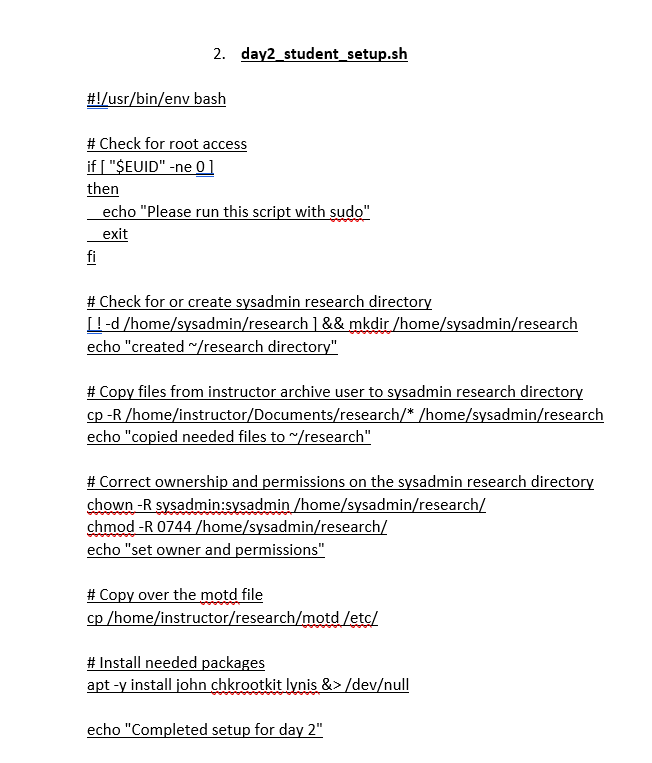 2. day2_student_setup.sh
#!/usr/bin/env bash
# Check for root access
if [ "$EUID" -ne 0 ]
then
echo "Please run this script with sudo"
exit
fi
# Check for or create sysadmin research directory
[ ! -d /home/sysadmin/research ] && mkdir /home/sysadmin/research
echo "created ~/research directory"
# Copy files from instructor archive user to sysadmin research directory
cp -R /home/instructor/Documents/research/* /home/sysadmin/research
echo "copied needed files to ~/research"
# Correct ownership and permissions on the sysadmin research directory
chown -R sysadmin:sysadmin /home/sysadmin/research/
chmod -R 0744 /home/sysadmin/research/
echo "set owner and permissions"
# Copy over the motd file
cp /home/instructor/research/motd /etc/
# Install needed packages
apt -y install john chkrootkit lynis &> /dev/null
echo "Completed setup for day 2"